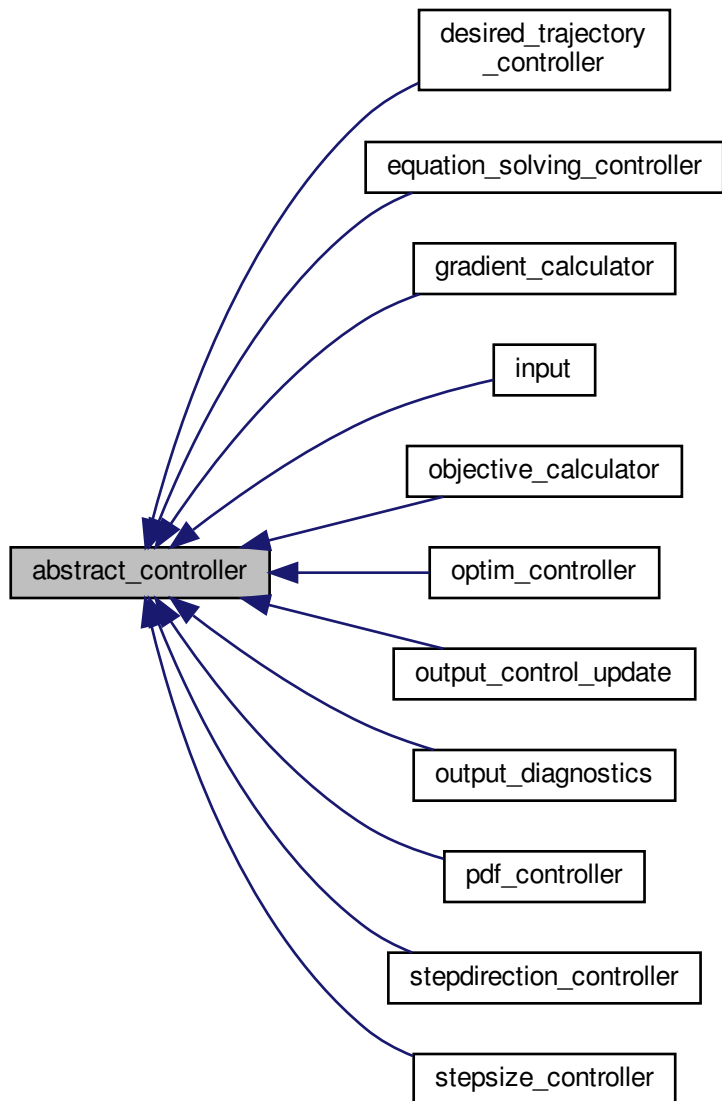 desired_trajectory
_controller
equation_solving_controller
gradient_calculator
input
objective_calculator
abstract_controller
optim_controller
output_control_update
output_diagnostics
pdf_controller
stepdirection_controller
stepsize_controller